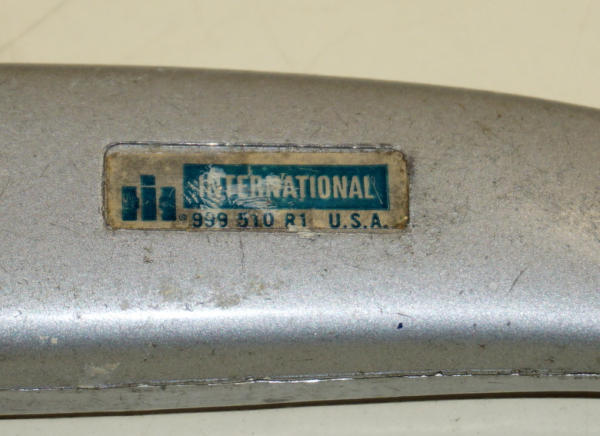 INTERNATIONAL
® 999 510 R1 U.S.A.